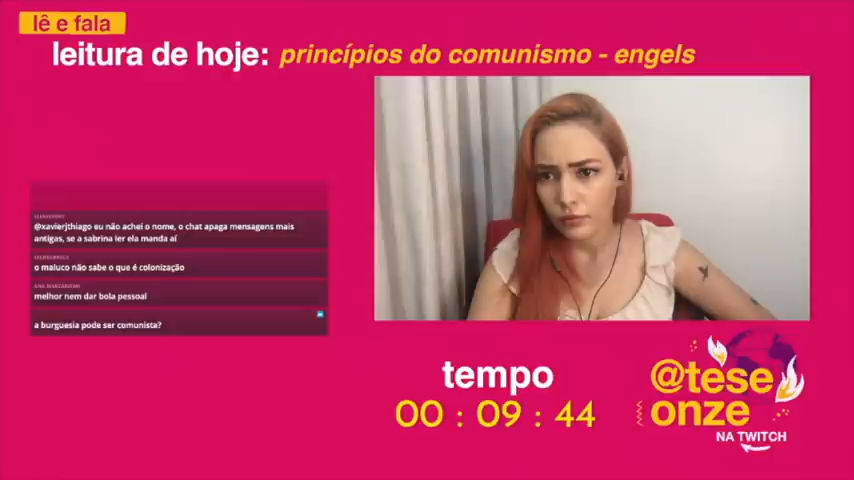 lê e fala
leitura de hoje: princípios do comunismo - engels
@xavierjthiago eu não achei o nome, o chat apaga mensagens mais
antigas, se a sabrina ler ela manda aí
o maluco não sabe o que é colonização
melhor nem dar bola pessoal
a burguesia pode ser comunista?
tempo
00 : 09 : 44
@tese
onze
NA TWITCH